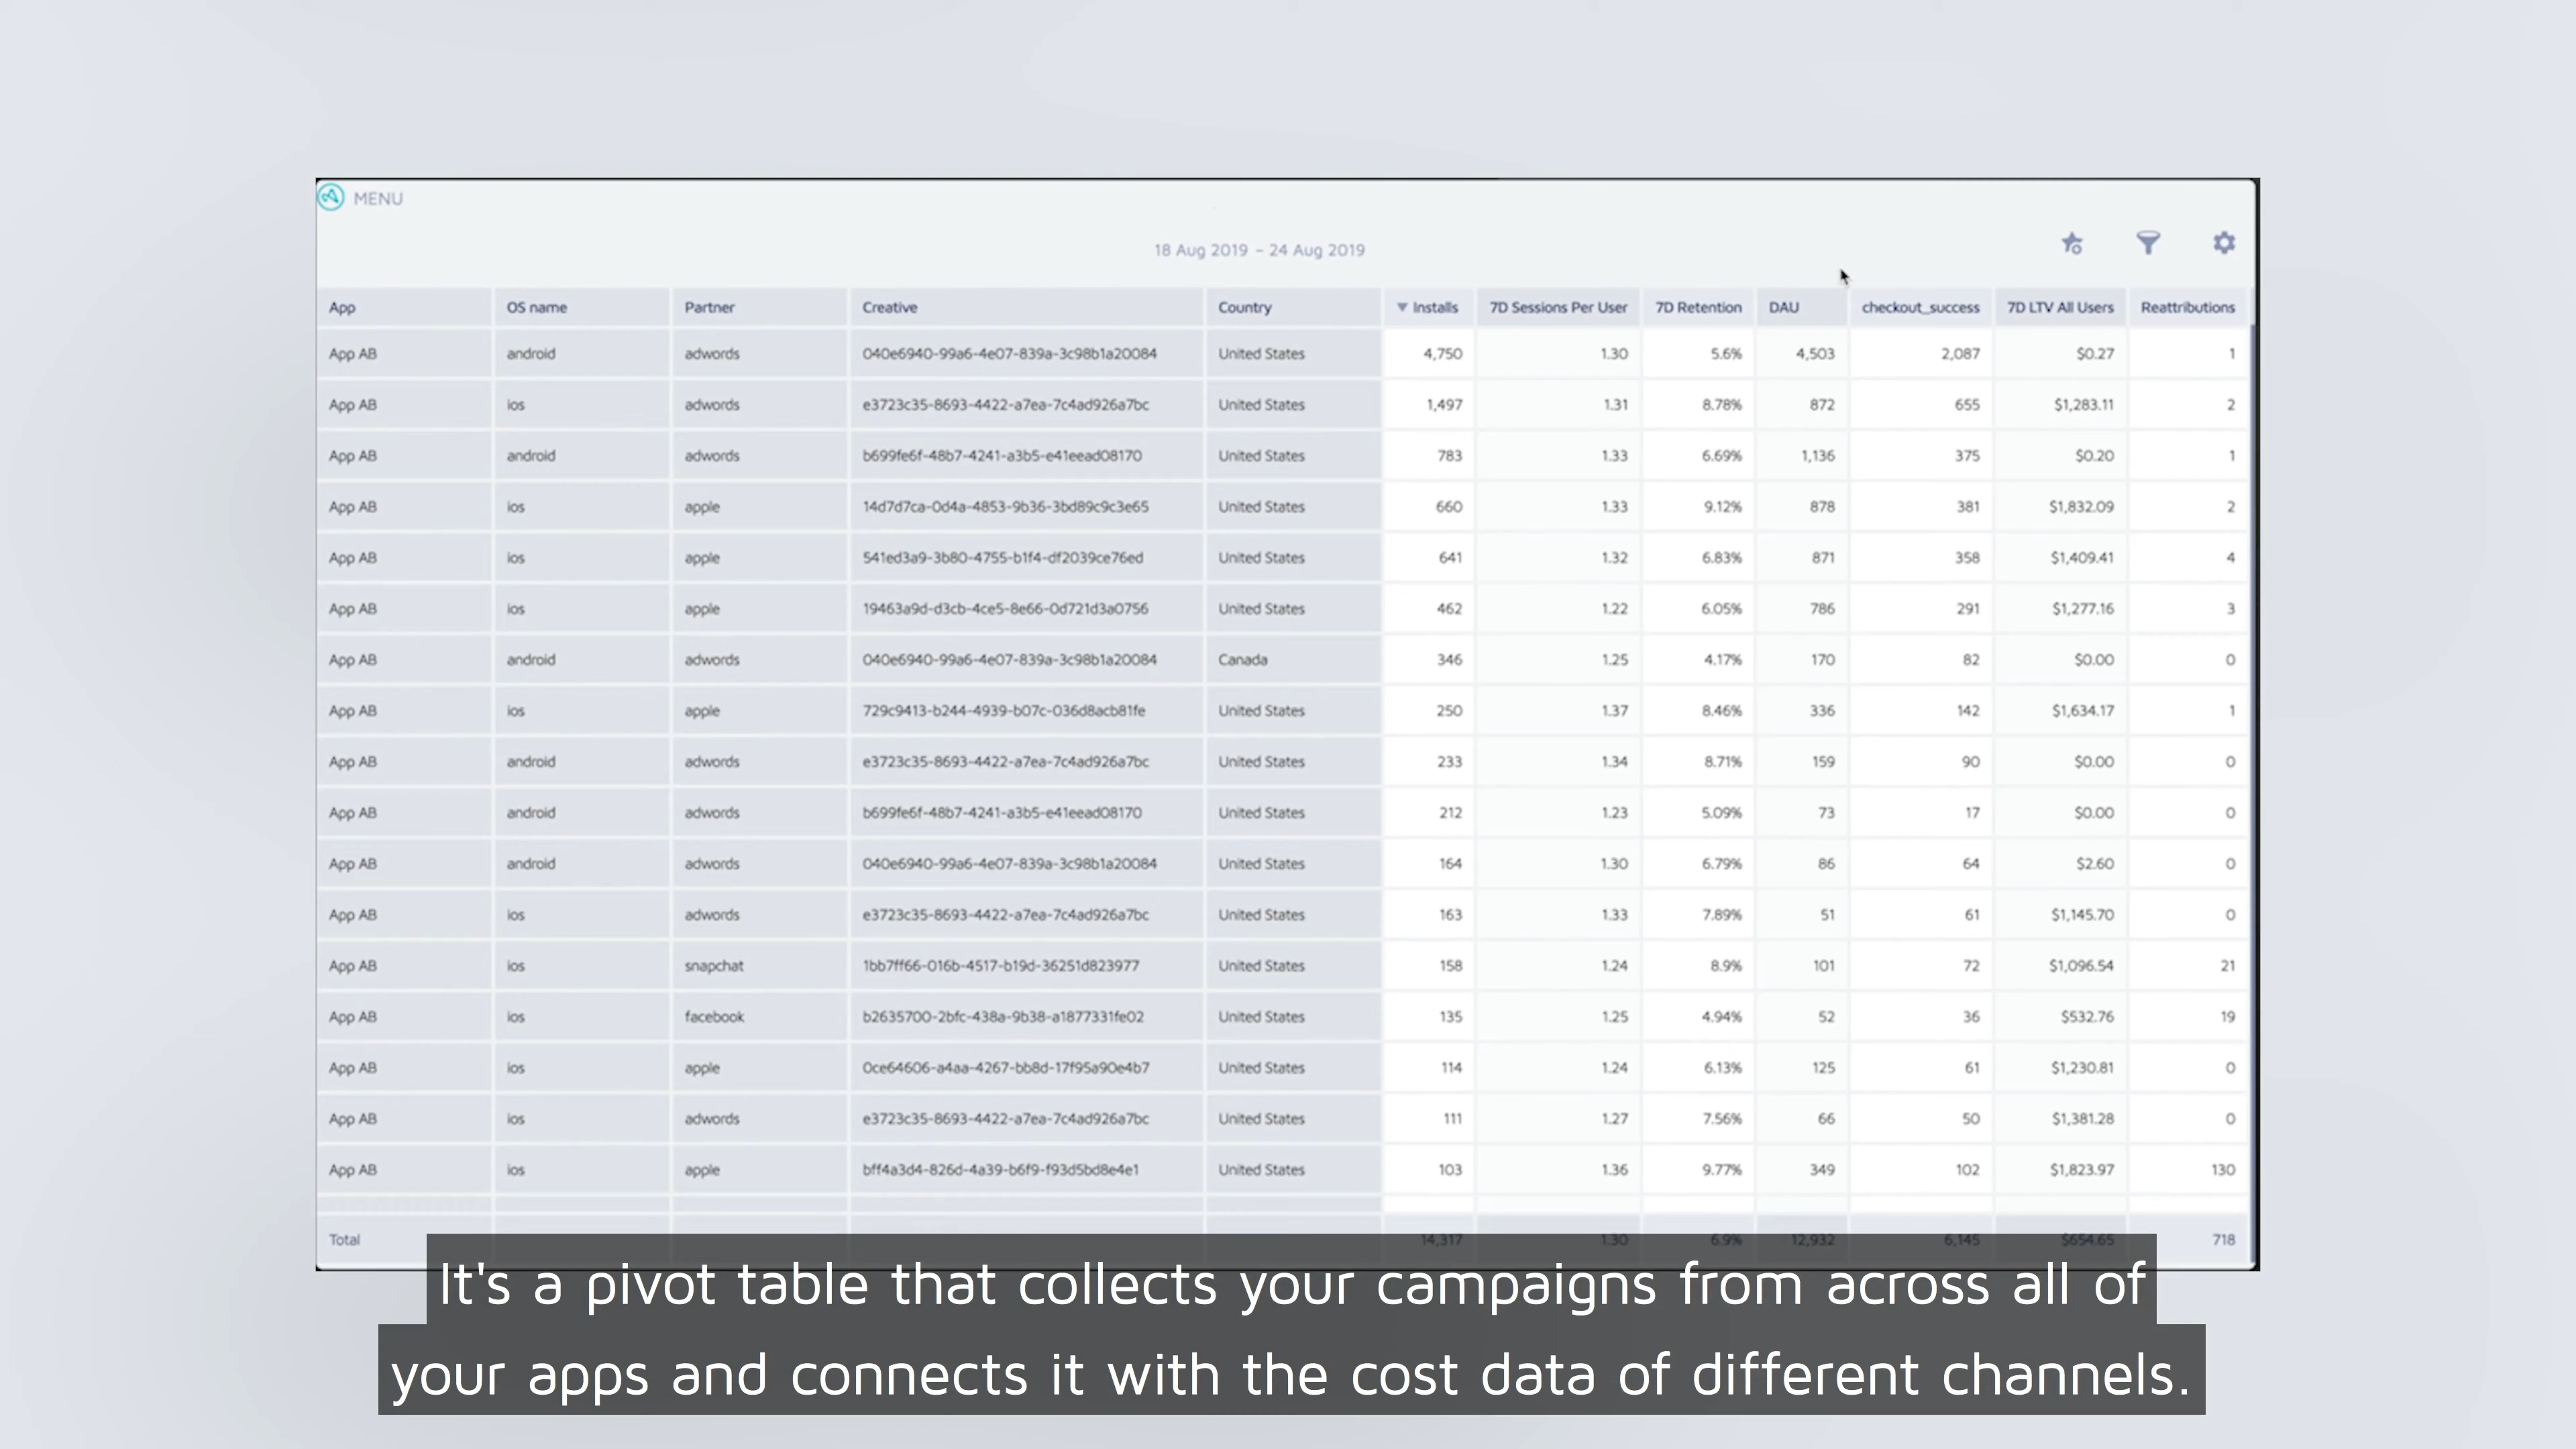 MENU
18 Aug 2019 – 24 Aug 2019
App OS name Partner Creative Country Installs 7D Sessions Per User 7D Retention DAU checkout_success 7D LTV All Users Reattributions
App AB android adwords 040e6940-99a6-4e07-839a-3c98b1a20084 United States 4,750 1.30 5.6% 4,503 2,087 $0.27 1
App AB ios adwords e3723c35-8693-4422-a7ea-7c4ad926a7bc United States 1,497 1.31 8.78% 872 655 $1,283.11 2
App AB android adwords b699fe6f-48b7-4241-a3b5-e41eead08170 United States 783 1.33 6.69% 1,136 375 $0.20 1
App AB ios apple 14d7d7ca-0d4a-4853-9b36-3bd89c9c3e65 United States 660 1.33 9.12% 878 381 $1,832.09 2
App AB ios apple 541ed3a9-3b80-4755-b1f4-df2039ce76ed United States 641 1.32 6.83% 871 358 $1,409.41 4
App AB ios apple 19463a9d-d3cb-4ce5-8e66-0d721d3a0756 United States 462 1.22 6.05% 786 291 $1,277.16 3
App AB android adwords 040e6940-99a6-4e07-839a-3c98b1a20084 Canada 346 1.25 4.17% 170 82 $0.00 0
App AB ios apple 729c9413-b244-4939-b07c-036d8acb81fe United States 250 1.37 8.46% 336 142 $1,634.17 1
App AB android adwords e3723c35-8693-4422-a7ea-7c4ad926a7bc United States 233 1.34 8.71% 159 90 $0.00 0
App AB android adwords b699fe6f-48b7-4241-a3b5-e41eead08170 United States 212 1.23 5.09% 73 17 $0.00 0
App AB android adwords 040e6940-99a6-4e07-839a-3c98b1a20084 United States 164 1.30 6.79% 86 64 $2.60 0
App AB ios adwords e3723c35-8693-4422-a7ea-7c4ad926a7bc United States 163 1.33 7.89% 51 61 $1,145.70 0
App AB ios snapchat 1bb7ff66-016b-4517-b19d-36251d823977 United States 158 1.24 8.9% 101 72 $1,096.54 21
App AB ios facebook b2635700-2bfc-438a-9b38-a1877331fe02 United States 135 1.25 4.94% 52 36 $532.76 19
App AB ios apple 0ce64606-a4aa-4267-bb8d-17f95a90e4b7 United States 114 1.24 6.13% 125 61 $1,230.81 0
App AB ios adwords e3723c35-8693-4422-a7ea-7c4ad926a7bc United States 111 1.27 7.56% 66 50 $1,381.28 0
App AB ios apple bff4a3d4-826d-4a39-b6f9-f93d5bd8e4e1 United States 103 1.36 9.77% 349 102 $1,823.97 130
Total 14,317 1.30 6.9% 12,932 6,145 $654.65 718
It's a pivot table that collects your campaigns from across all of
your apps and connects it with the cost data of different channels.